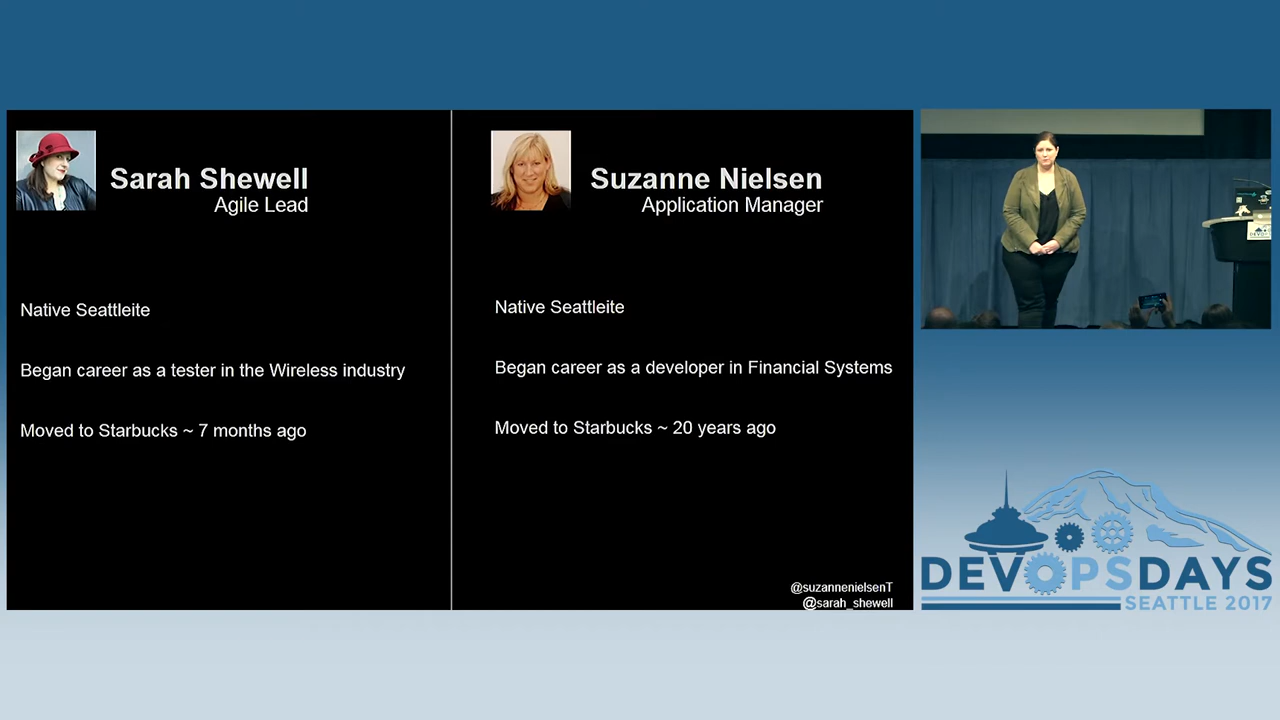 Sarah Shewell
Agile Lead
Native Seattleite
Began career as a tester in the Wireless industry
Moved to Starbucks ~ 7 months ago
Suzanne Nielsen
Application Manager
Native Seattleite
Began career as a developer in Financial Systems
Moved to Starbucks ~ 20 years ago
@suzannenielsenT
@sarah_shewell
DEVOPSDAYS
SEATTLE 2017